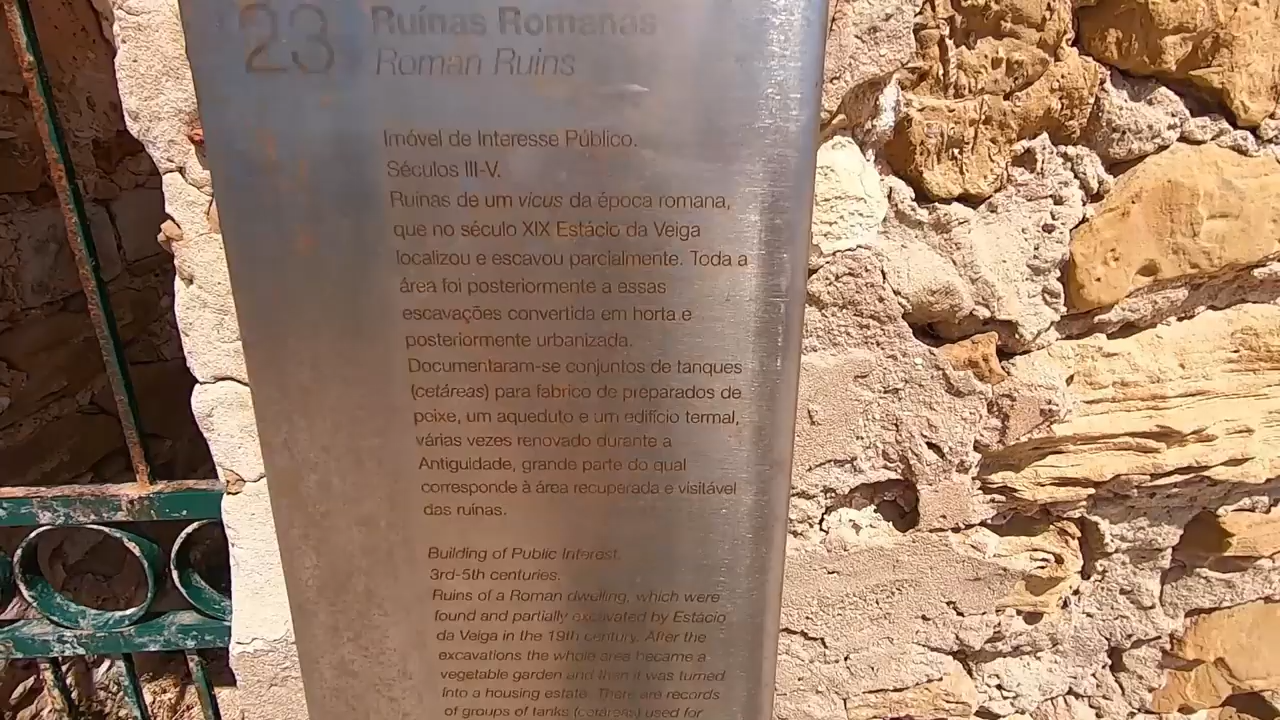 23
Ruínas Romanas
Roman Ruins
Imóvel de Interesse Público.
Séculos III-V.
Ruínas de um vicus da época romana,
que no século XIX Estácio da Veiga
localizou e escavou parcialmente. Toda a
área foi posteriormente a essas
escavações convertida em horta e
posteriormente urbanizada.
Documentaram-se conjuntos de tanques
(cetáreas) para fabrico de preparados de
peixe, um aqueduto e um edifício termal,
várias vezes renovado durante a
Antiguidade, grande parte do qual
corresponde à área recuperada e visitável
das ruínas.
Building of Public Interest.
3rd-5th centuries.
Ruins of a Roman dwelling, which were
found and partially excavated by Estácio
da Veiga in the 19th century. After the
excavations the whole area became a
vegetable garden and then it was turned
into a housing estate. There are records
of groups of tanks (cetáreas) used for